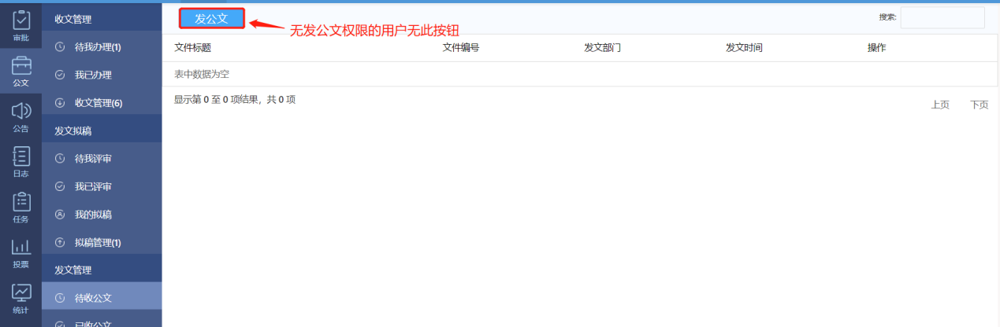 审批
公文
公告
日志
任务
投票
统计
收文管理
待我办理(1)
我已办理
收文管理(6)
发文拟稿
待我评审
我已评审
我的拟稿
拟稿管理(1)
发文管理
待收公文
已收公文
发公文
无发公文权限的用户无此按钮
搜索:
文件标题 文件编号 发文部门 发文时间 操作
表中数据为空
显示第 0 至 0 项结果，共 0 项
上页 下页